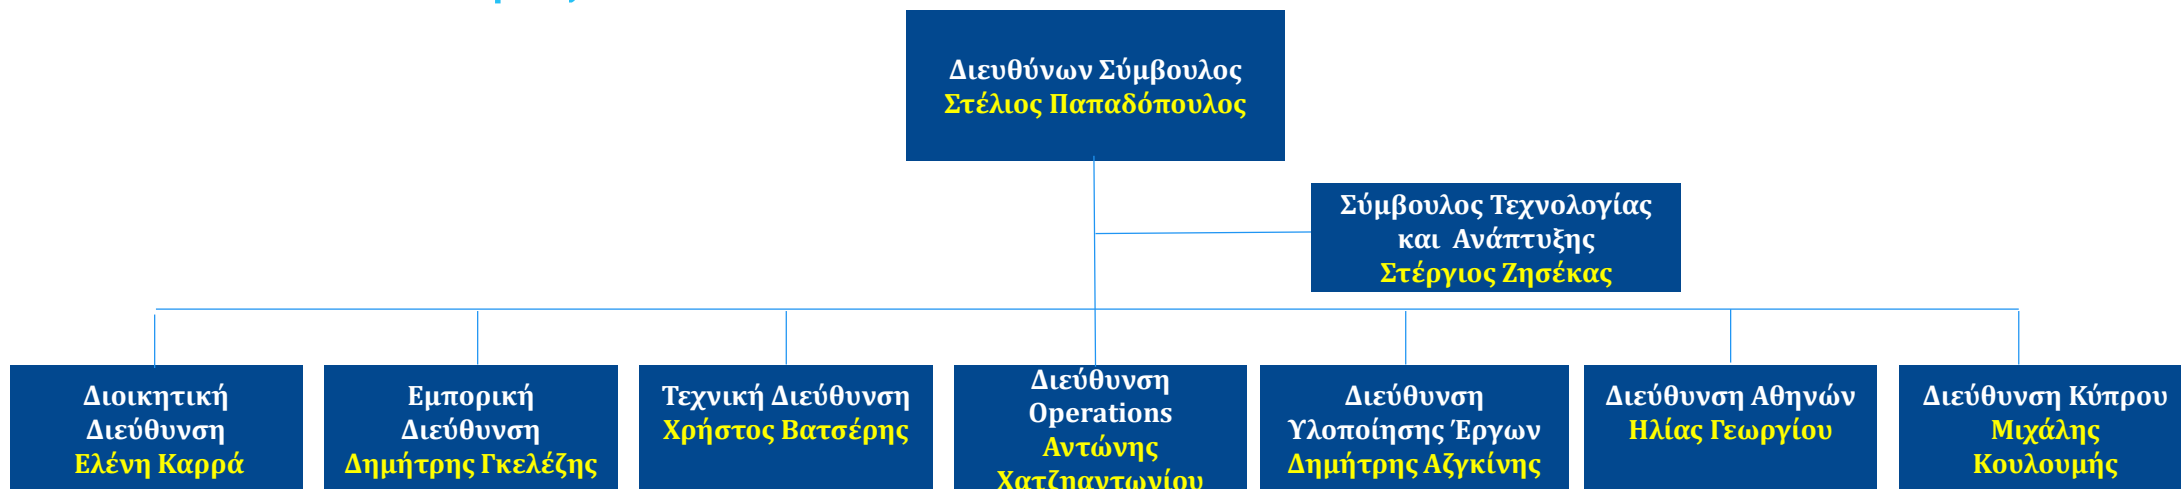 Διευθύνων Σύμβουλος
Στέλιος Παπαδόπουλος
Σύμβουλος Τεχνολογίας
και Ανάπτυξης
Στέργιος Ζησέκας
Διοικητική
Διεύθυνση
Ελένη Καρρά
Εμπορική
Διεύθυνση
Δημήτρης Γκελέζης
Τεχνική Διεύθυνση
Χρήστος Βατσέρης
Διεύθυνση
Operations
Αντώνης
Χατζηαντωνίου
Διεύθυνση
Υλοποίησης Έργων
Δημήτρης Αζγκίνης
Διεύθυνση Αθηνών
Ηλίας Γεωργίου
Διεύθυνση Κύπρου
Μιχάλης
Κουλουμής